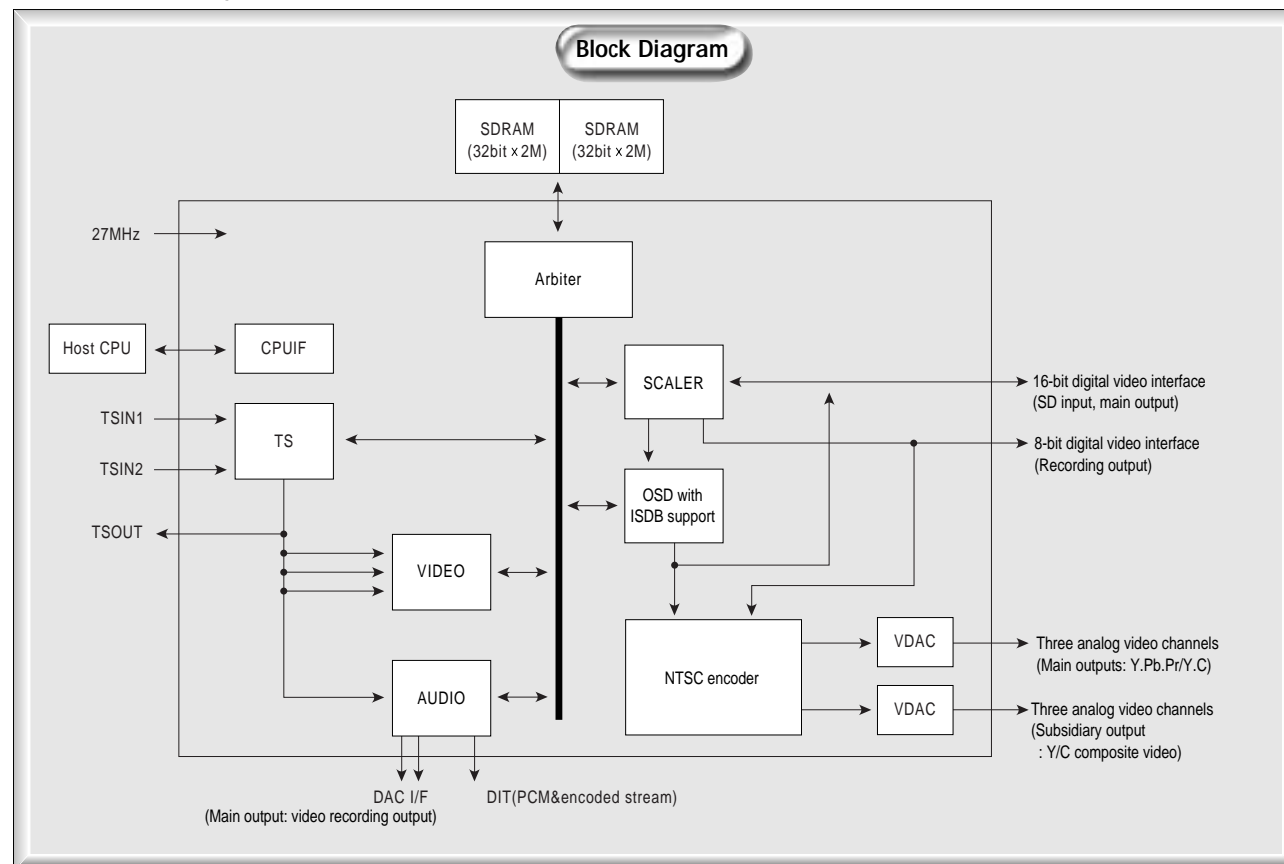 Block Diagram
SDRAM
(32bit x 2M)
SDRAM
(32bit x 2M)
27MHz
Arbiter
Host CPU
CPUIF
SCALER
16-bit digital video interface
(SD input, main output)
TSIN1
TS
8-bit digital video interface
(Recording output)
TSIN2
OSD with
ISDB support
TSOUT
VIDEO
NTSC encoder
VDAC
Three analog video channels
(Main outputs: Y.Pb.Pr/Y.C)
AUDIO
VDAC
Three analog video channels
(Subsidiary output
: Y/C composite video)
DAC I/F
(Main output: video recording output)
DIT(PCM&encoded stream)